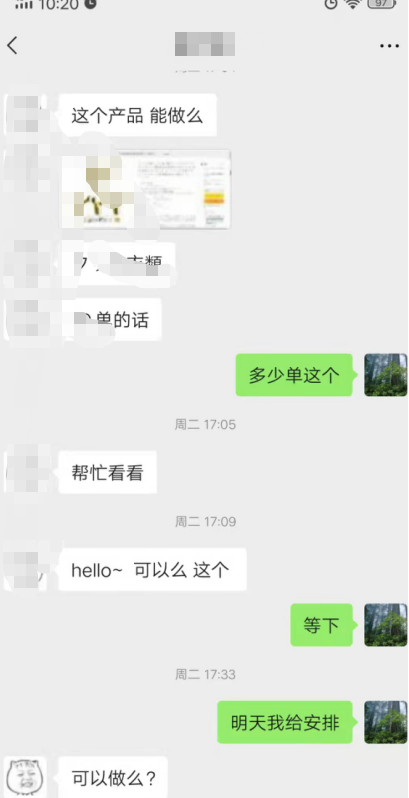 10:20
97
这个产品 能做么
单的话
多少单这个
周二 17:05
帮忙看看
周二 17:09
hello~ 可以么 这个
等下
周二 17:33
明天我给安排
可以做么?